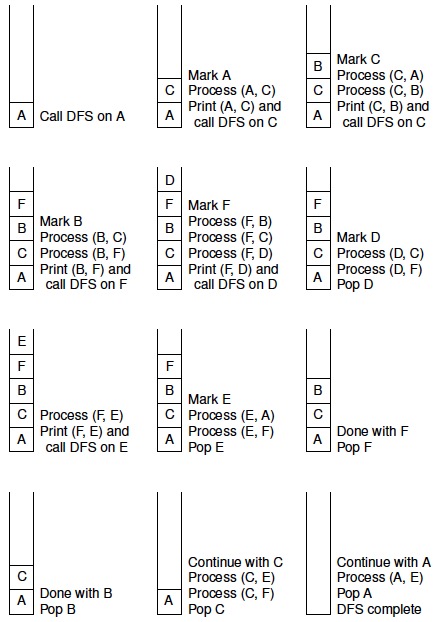 A
Call DFS on A
C
A
Mark A
Process (A, C)
Print (A, C) and
call DFS on C
B
C
A
Mark C
Process (C, A)
Process (C, B)
Print (C, B) and
call DFS on C
F
B
C
A
Mark B
Process (B, C)
Process (B, F)
Print (B, F) and
call DFS on F
D
F
B
C
A
Mark F
Process (F, B)
Process (F, C)
Process (F, D)
Print (F, D) and
call DFS on D
F
B
C
A
Mark D
Process (D, C)
Process (D, F)
Pop D
E
F
B
C
A
Process (F, E)
Print (F, E) and
call DFS on E
F
B
C
A
Mark E
Process (E, A)
Process (E, F)
Pop E
B
C
A
Done with F
Pop F
C
A
Done with B
Pop B
A
Continue with C
Process (C, E)
Process (C, F)
Pop C
Continue with A
Process (A, E)
Pop A
DFS complete